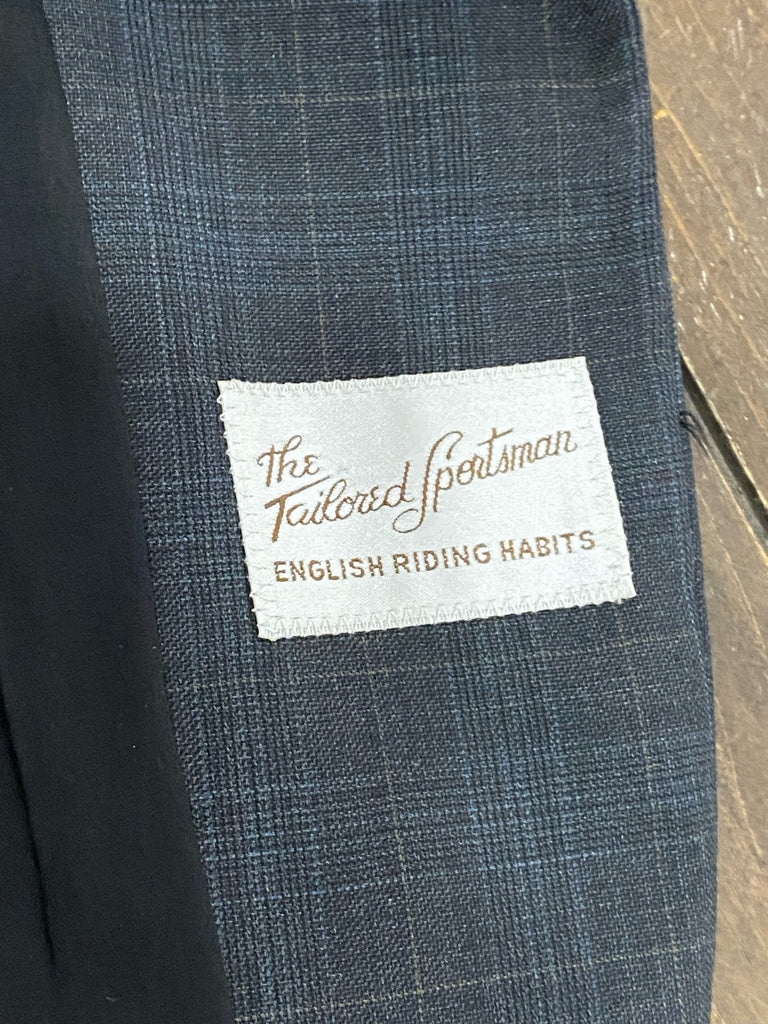 The
Tailored Sportsman
ENGLISH RIDING HABITS